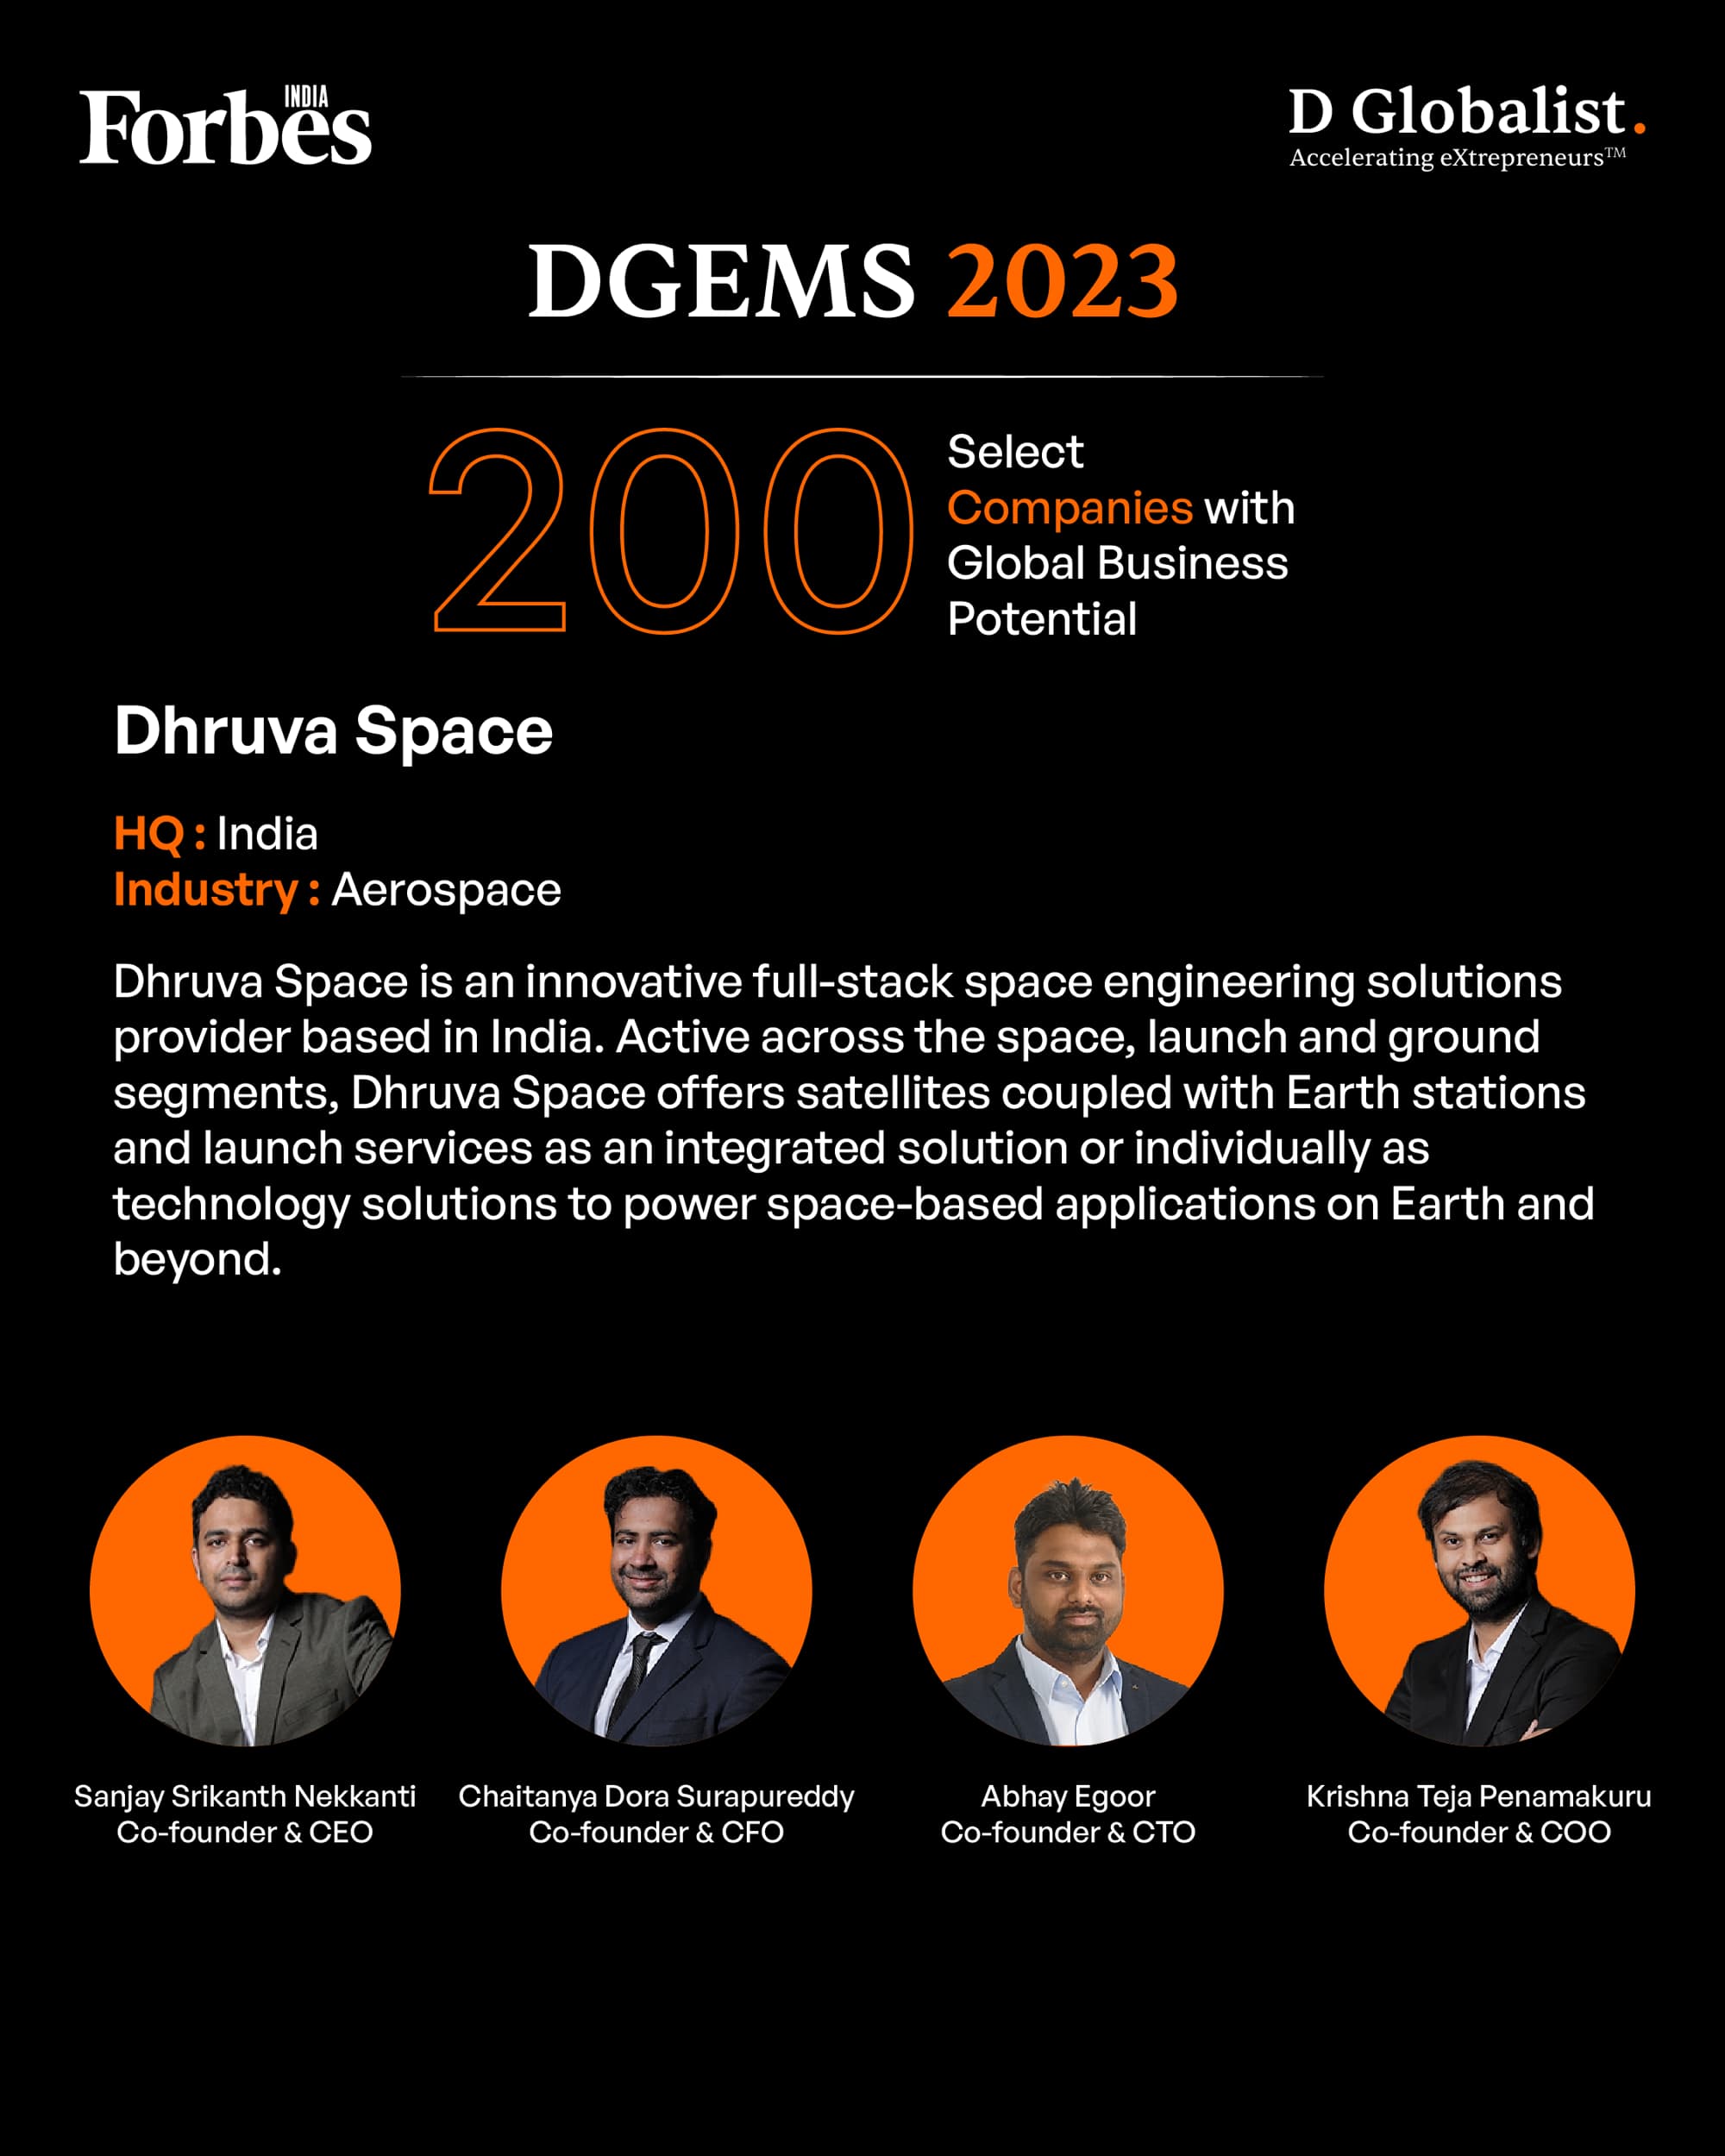 Forbes INDIA
D Globalist.
Accelerating eXtrepreneurs™
DGEMS 2023
200
Select
Companies with
Global Business
Potential
Dhruva Space
HQ : India
Industry : Aerospace
Dhruva Space is an innovative full-stack space engineering solutions
provider based in India. Active across the space, launch and ground
segments, Dhruva Space offers satellites coupled with Earth stations
and launch services as an integrated solution or individually as
technology solutions to power space-based applications on Earth and
beyond.
Sanjay Srikanth Nekkanti
Co-founder & CEO
Chaitanya Dora Surapureddy
Co-founder & CFO
Abhay Egoor
Co-founder & CTO
Krishna Teja Penamakuru
Co-founder & COO